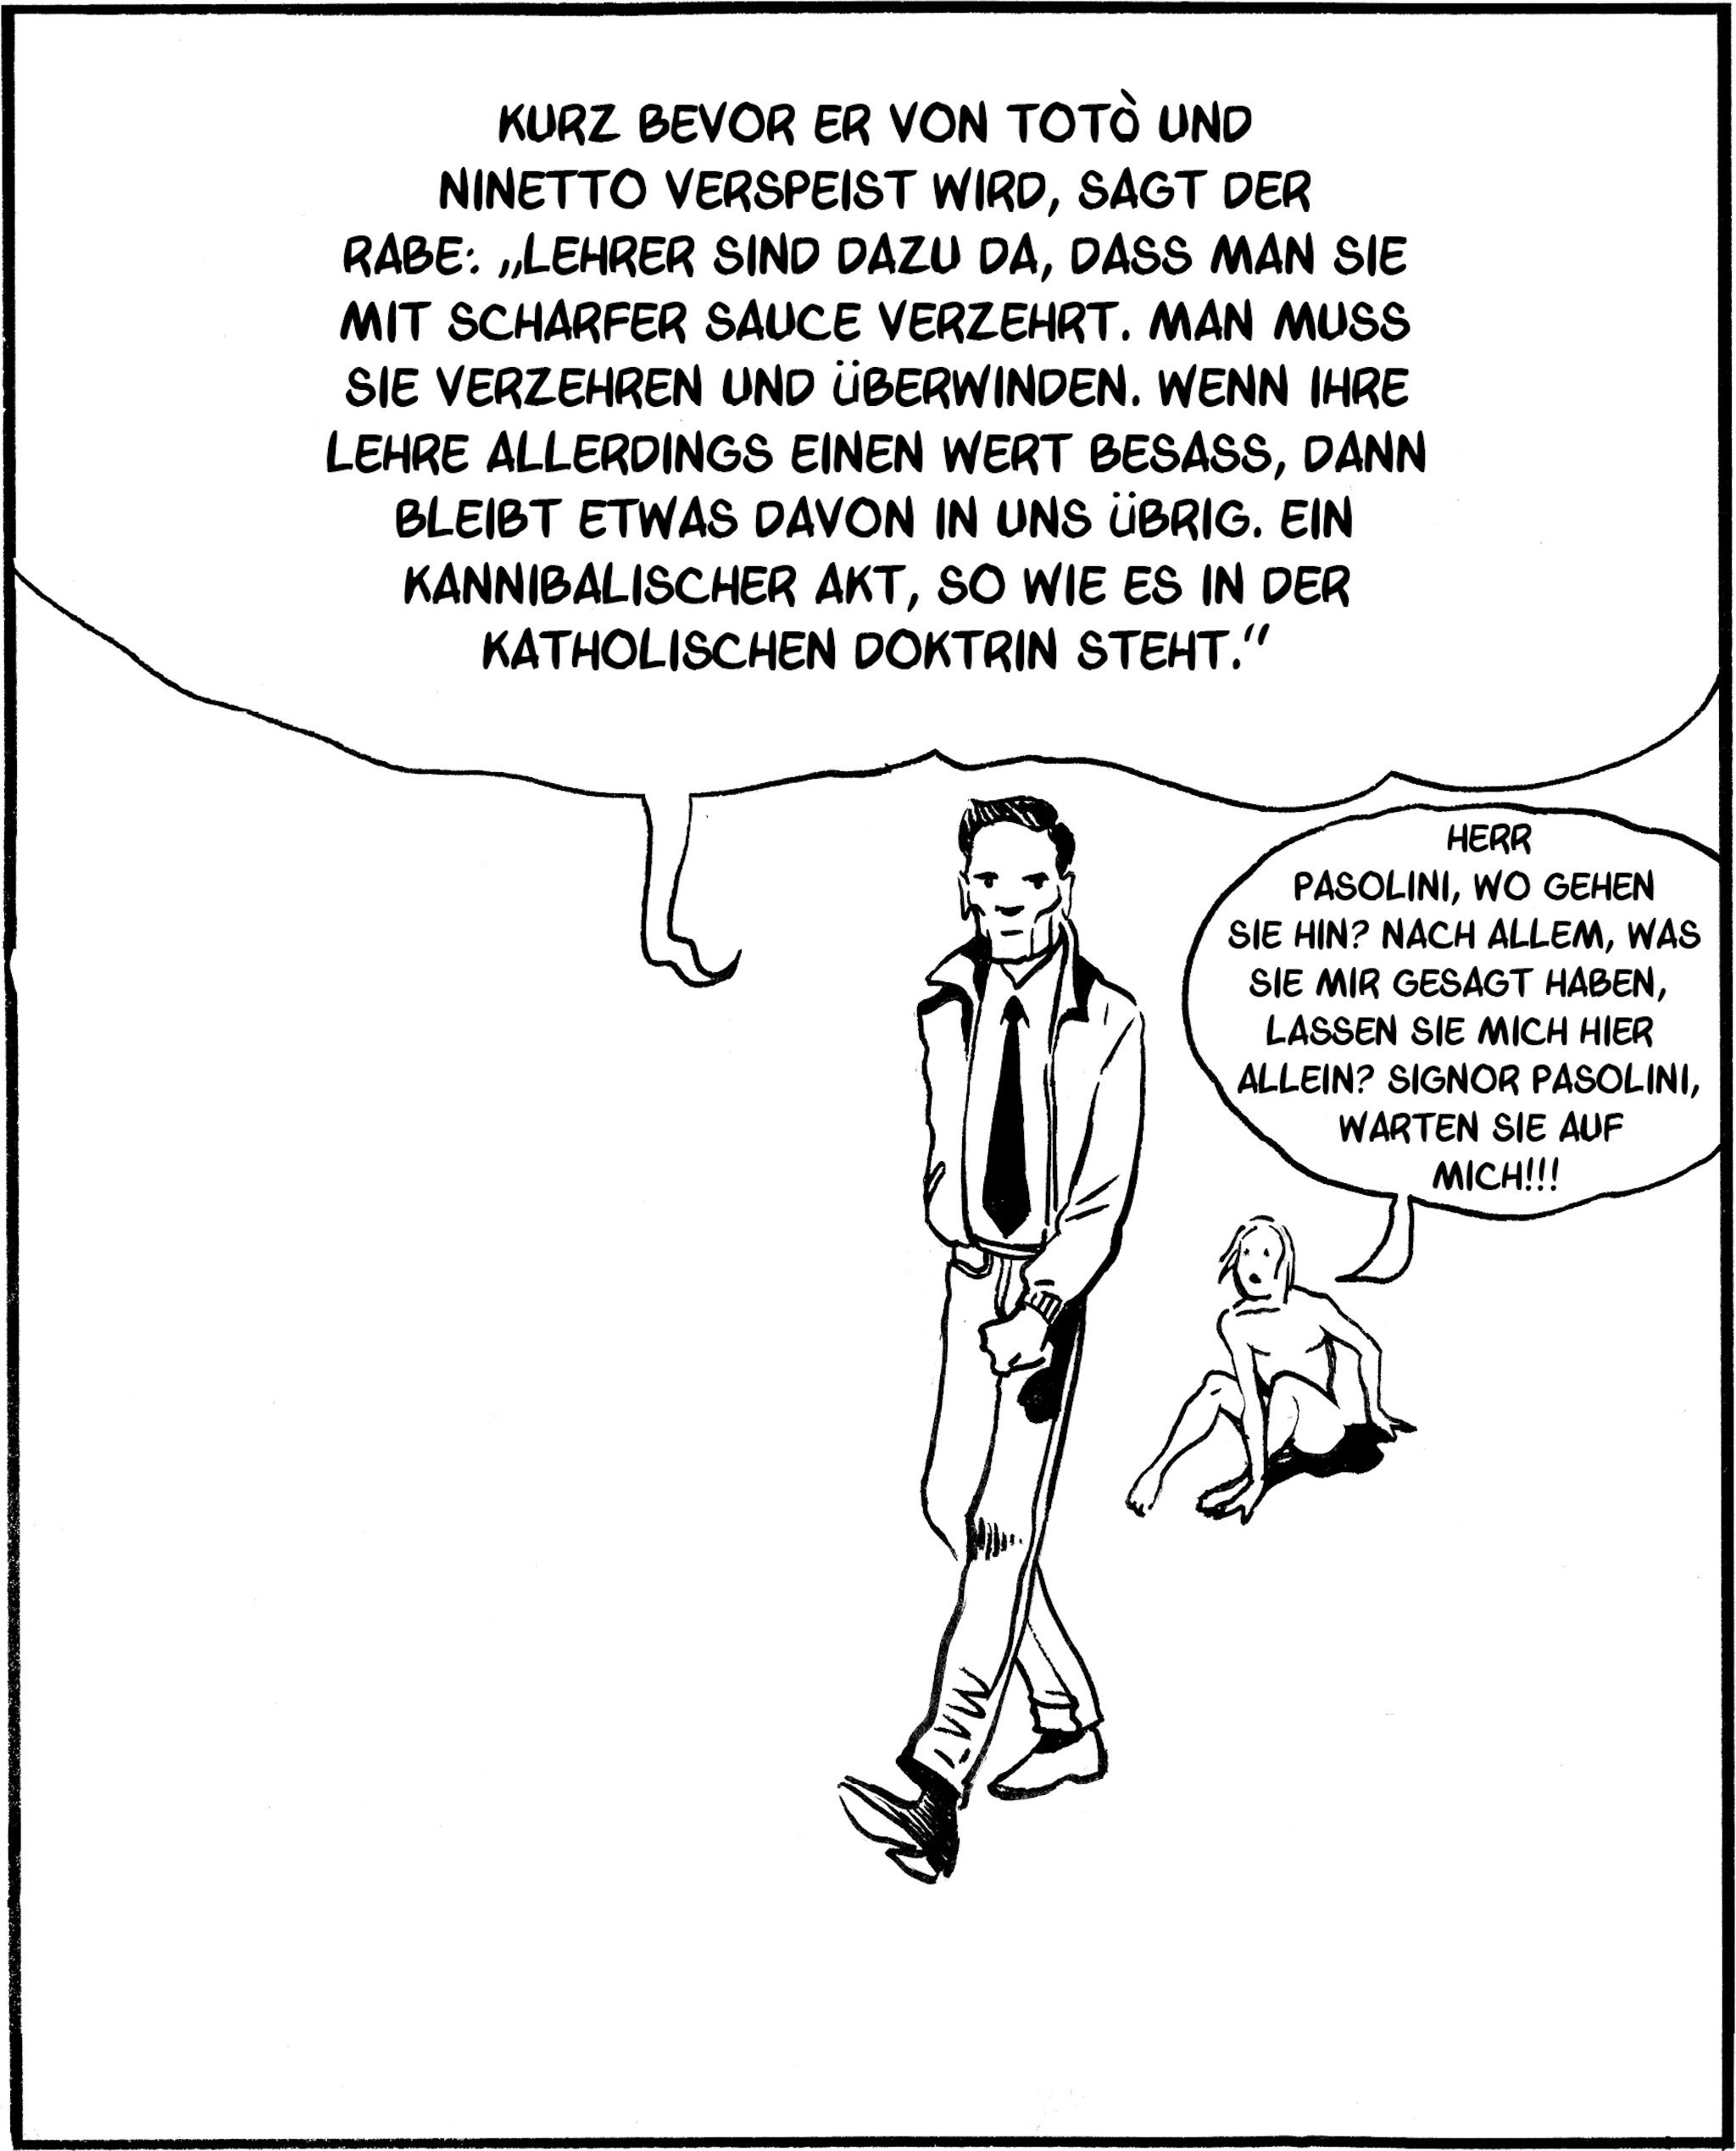 KURZ BEVOR ER VON TOTÒ UND
NINETTO VERSPEIST WIRD, SAGT DER
RABE: „LEHRER SIND DAZU DA, DASS MAN SIE
MIT SCHARFER SAUCE VERZEHRT. MAN MUSS
SIE VERZEHREN UND ÜBERWINDEN. WENN IHRE
LEHRE ALLERDINGS EINEN WERT BESASS, DANN
BLEIBT ETWAS DAVON IN UNS ÜBRIG. EIN
KANNIBALISCHER AKT, SO WIE ES IN DER
KATHOLISCHEN DOKTRIN STEHT.“
HERR
PASOLINI, WO GEHEN
SIE HIN? NACH ALLEM, WAS
SIE MIR GESAGT HABEN,
LASSEN SIE MICH HIER
ALLEIN? SIGNOR PASOLINI,
WARTEN SIE AUF
MICH!!!